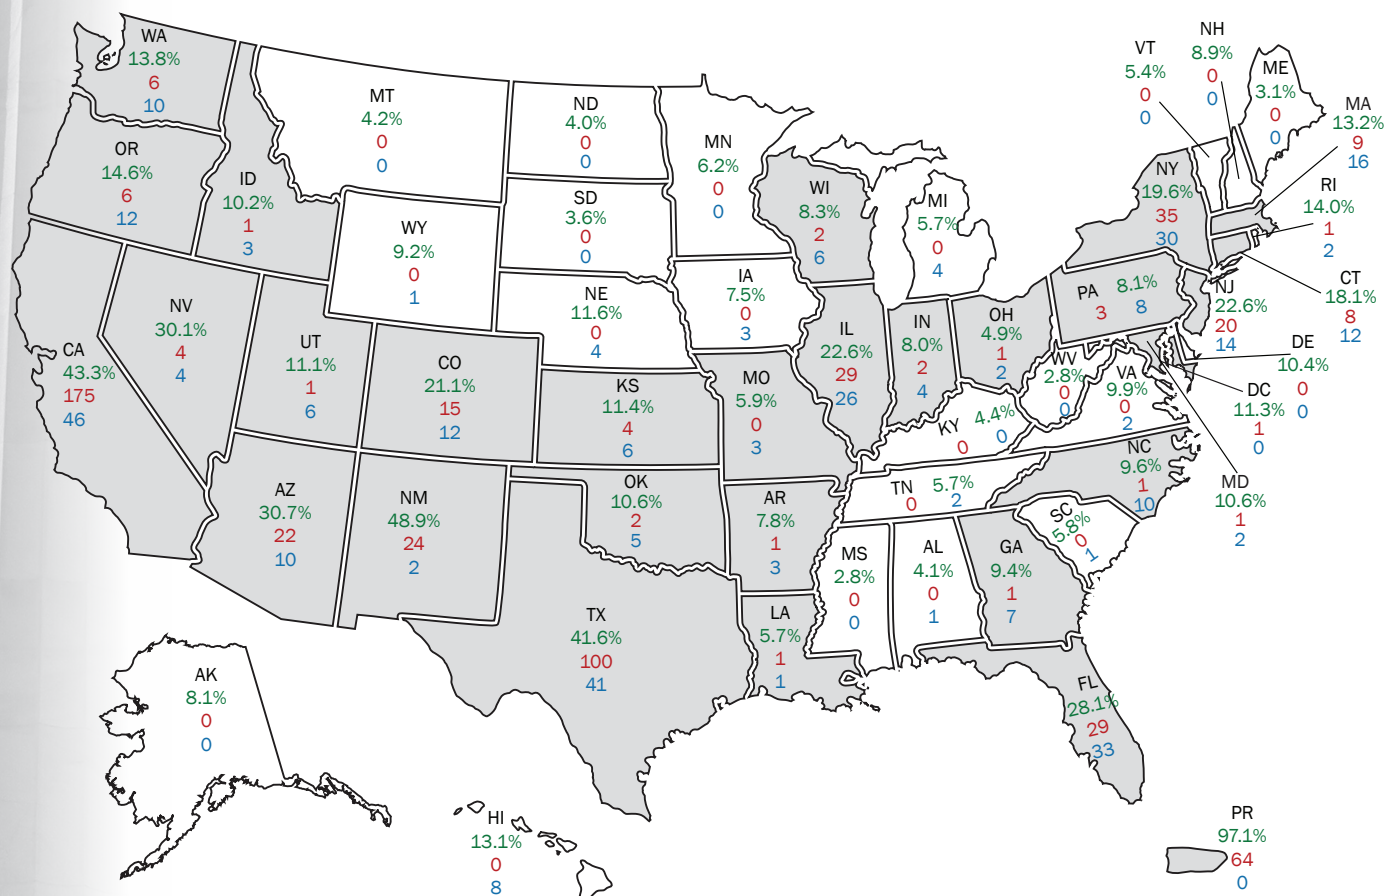 WA
13.8%
6
10
OR
14.6%
6
12
CA
43.3%
175
46
ID
10.2%
1
3
NV
30.1%
4
4
UT
11.1%
1
6
AZ
30.7%
22
10
MT
4.2%
0
0
WY
9.2%
0
1
CO
21.1%
15
12
NM
48.9%
24
2
ND
4.0%
0
0
SD
3.6%
0
0
NE
11.6%
0
4
KS
11.4%
4
6
OK
10.6%
2
5
TX
41.6%
100
41
MN
6.2%
0
0
IA
7.5%
0
3
MO
5.9%
0
3
AR
7.8%
1
3
LA
5.7%
1
1
WI
8.3%
2
6
IL
22.6%
29
26
MI
5.7%
0
4
IN
8.0%
2
4
OH
4.9%
1
2
KY 4.4%
0 0
TN 5.7%
0 2
MS
2.8%
0
0
AL
4.1%
0
1
GA
9.4%
1
7
FL
28.1%
29
33
SC
5.8%
0
1
NC
9.6%
1
10
VA
9.9%
0
2
WV
2.8%
0
0
PA 8.1%
3 8
NY
19.6%
35
30
VT
5.4%
0
0
NH
8.9%
0
0
ME
3.1%
0
0
MA
13.2%
9
16
RI
14.0%
1
2
CT
18.1%
8
12
NJ
22.6%
20
14
DE
10.4%
0
0
DC
11.3%
1
0
MD
10.6%
1
2
AK
8.1%
0
0
HI
13.1%
0
8
PR
97.1%
64
0